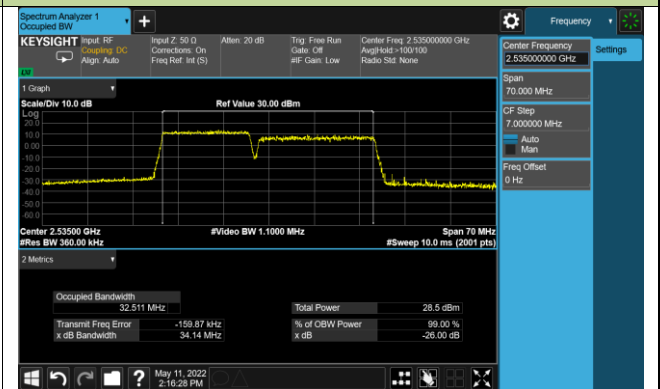 Spectrum Analyzer 1
Occupied BW
Frequency
KEYSIGHT
Input: RF
Coupling: DC
Align: Auto
Input Z: 50 Ω
Corrections: On
Freq Ref: Int (S)
Atten: 20 dB
Trig: Free Run
Gate: Off
#IF Gain: Low
Center Freq: 2.535000000 GHz
Avg|Hold:>100/100
Radio Std: None
LXI
Center Frequency
2.535000000 GHz
Settings
Span
70.000 MHz
CF Step
7.000000 MHz
Auto
Man
Freq Offset
0 Hz
1 Graph
Scale/Div 10.0 dB
Ref Value 30.00 dBm
Log
20.0
10.0
0.00
-10.0
-20.0
-30.0
-40.0
-50.0
-60.0
Center 2.53500 GHz
#Video BW 1.1000 MHz
Span 70 MHz
#Res BW 360.00 kHz
#Sweep 10.0 ms (2001 pts)
2 Metrics
Occupied Bandwidth
32.511 MHz
Total Power 28.5 dBm
Transmit Freq Error -159.87 kHz
% of OBW Power 99.00 %
x dB Bandwidth 34.14 MHz
x dB -26.00 dB
?
May 11, 2022
2:16:28 PM